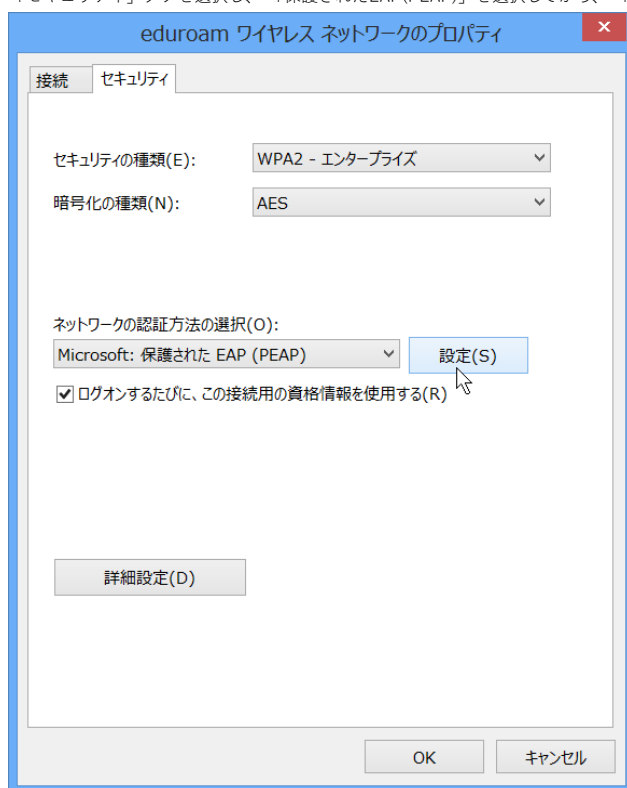 eduroam ワイヤレス ネットワークのプロパティ
接続 セキュリティ
セキュリティの種類(E): WPA2 - エンタープライズ
暗号化の種類(N): AES
ネットワークの認証方法の選択(O):
Microsoft: 保護された EAP (PEAP) 設定(S)
ログオンするたびに、この接続用の資格情報を使用する(R)
詳細設定(D)
OK キャンセル